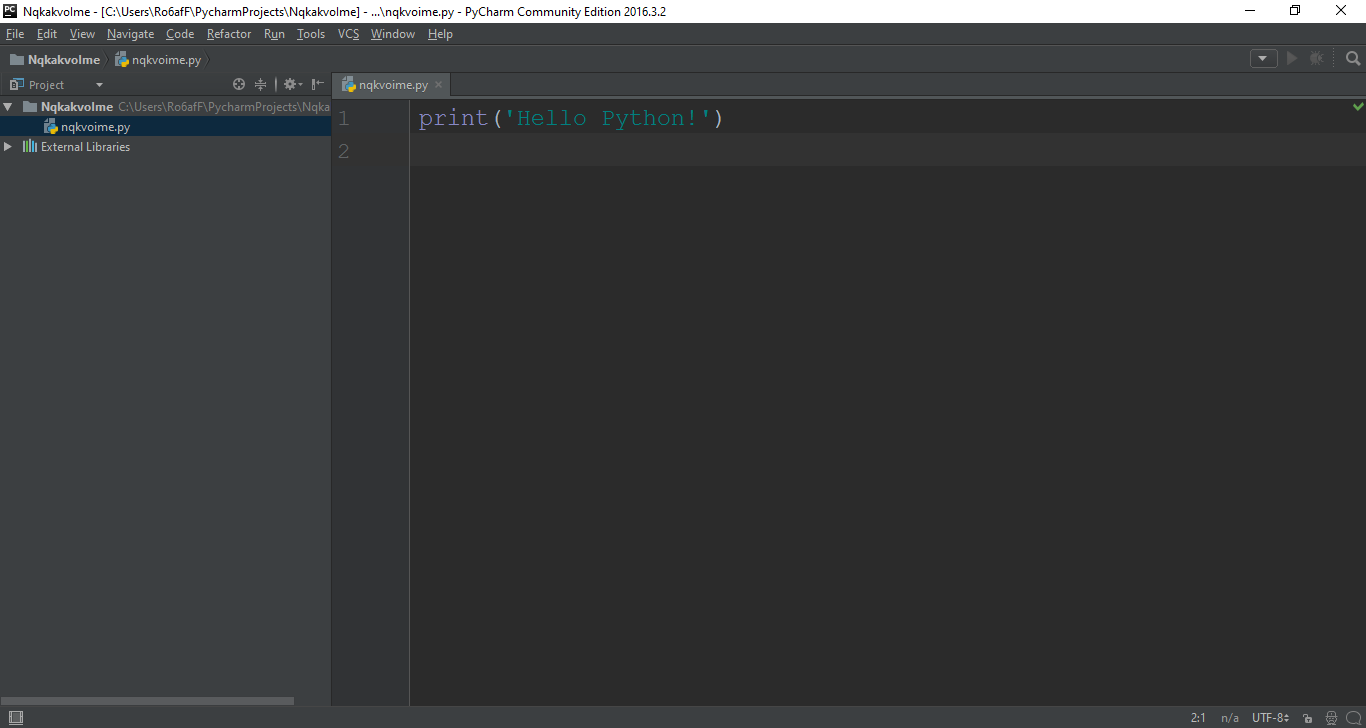 Nqkakvolme - [C:\Users\Ro6afF\PycharmProjects\Nqkakvolme] - ...\nqkvoime.py - PyCharm Community Edition 2016.3.2
File Edit View Navigate Code Refactor Run Tools VCS Window Help
Nqkakvolme nqkvoime.py
Project
nqkvoime.py
Nqkakvolme C:\Users\Ro6afF\PycharmProjects\Nqka
nqkvoime.py
External Libraries
1 print('Hello Python!')
2
2:1 n/a UTF-8